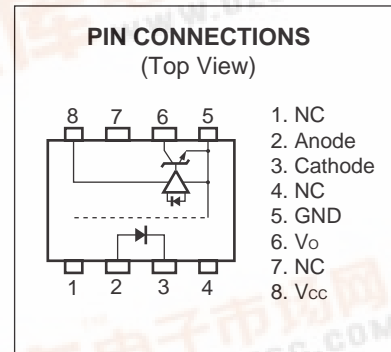 PIN CONNECTIONS
(Top View)
8 7 6 5
1 2 3 4
1. NC
2. Anode
3. Cathode
4. NC
5. GND
6. Vo
7. NC
8. Vcc